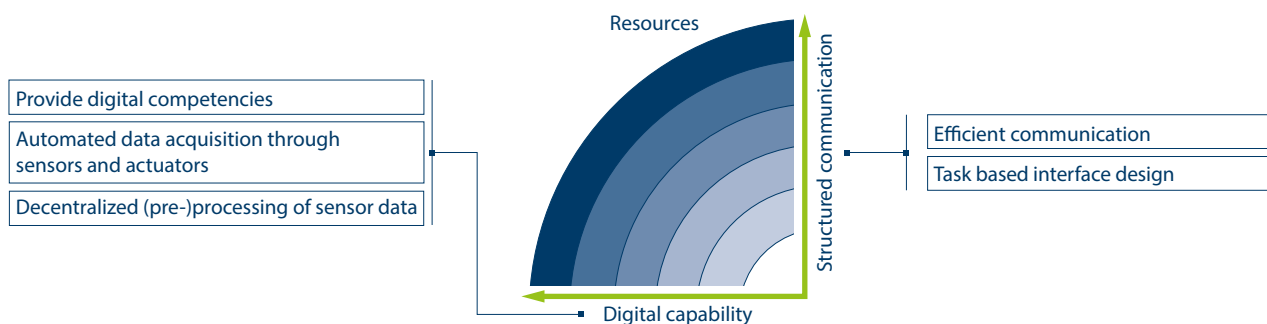 Resources
Provide digital competencies
Automated data acquisition through
sensors and actuators
Decentralized (pre-)processing of sensor data
Structured communication
Efficient communication
Task based interface design
Digital capability